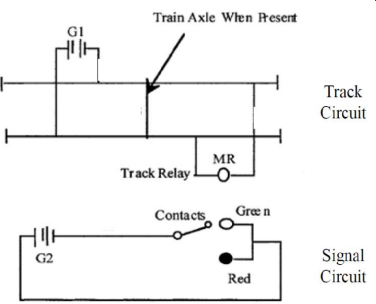 Train Axle When Present
G1
Track
Circuit
MR
Track Relay
Contacts
Green
G2
Red
Signal
Circuit